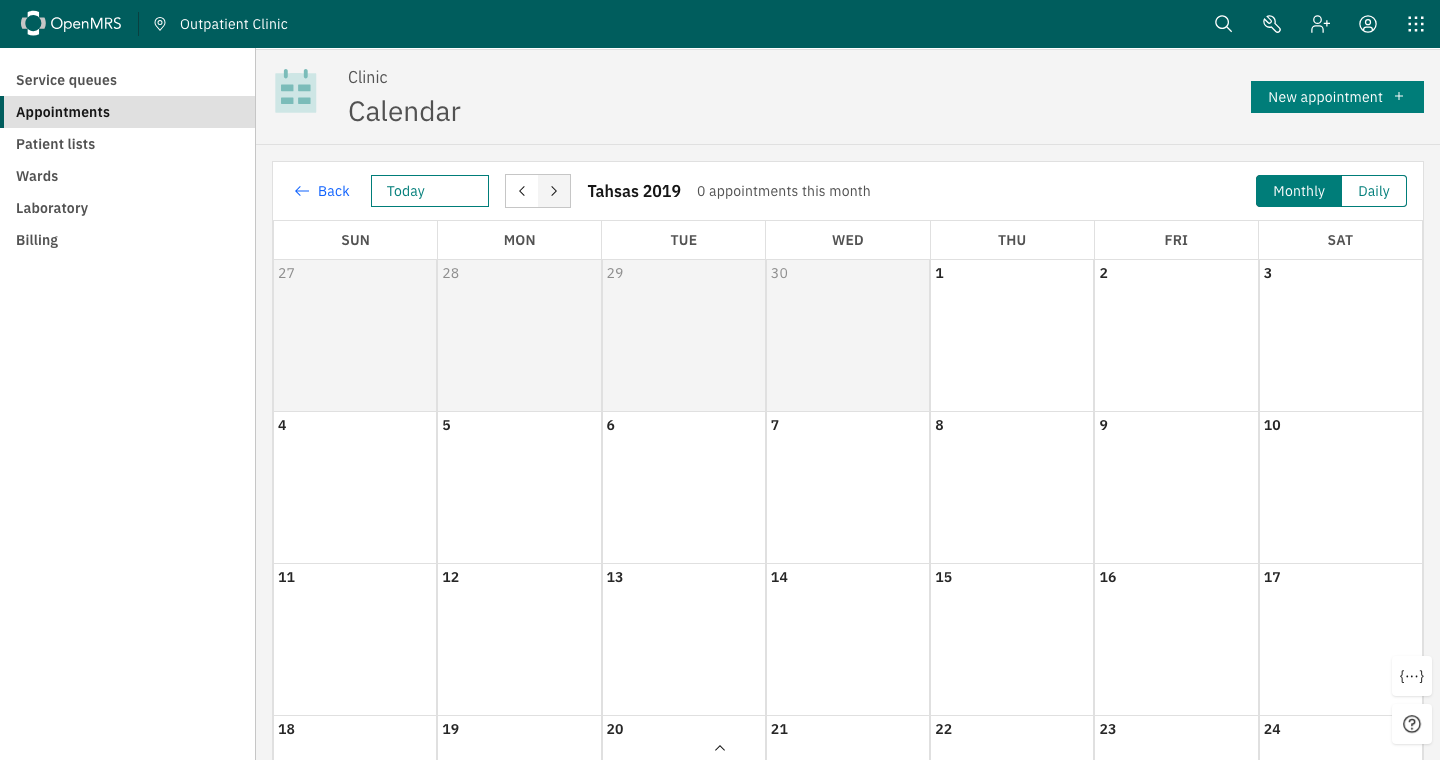 OpenMRS Outpatient Clinic
Service queues
Appointments
Patient lists
Wards
Laboratory
Billing
Clinic
Calendar
New appointment +
Back Today Tahsas 2019 0 appointments this month Monthly Daily
SUN MON TUE WED THU FRI SAT
27 28 29 30 1 2 3
4 5 6 7 8 9 10
11 12 13 14 15 16 17
{···}
18 19 20 21 22 23 24
?